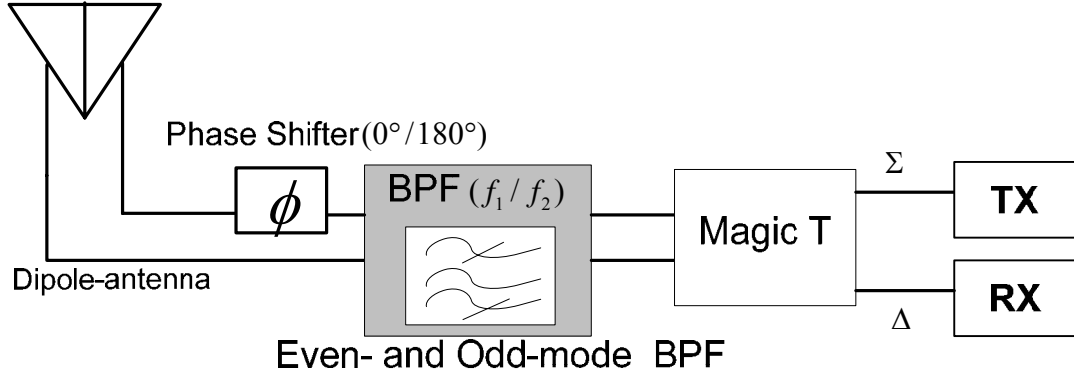 Phase Shifter(0°/180°)
ϕ
BPF (f₁/f₂)
Σ
TX
Magic T
Dipole-antenna
RX
Δ
Even- and Odd-mode BPF